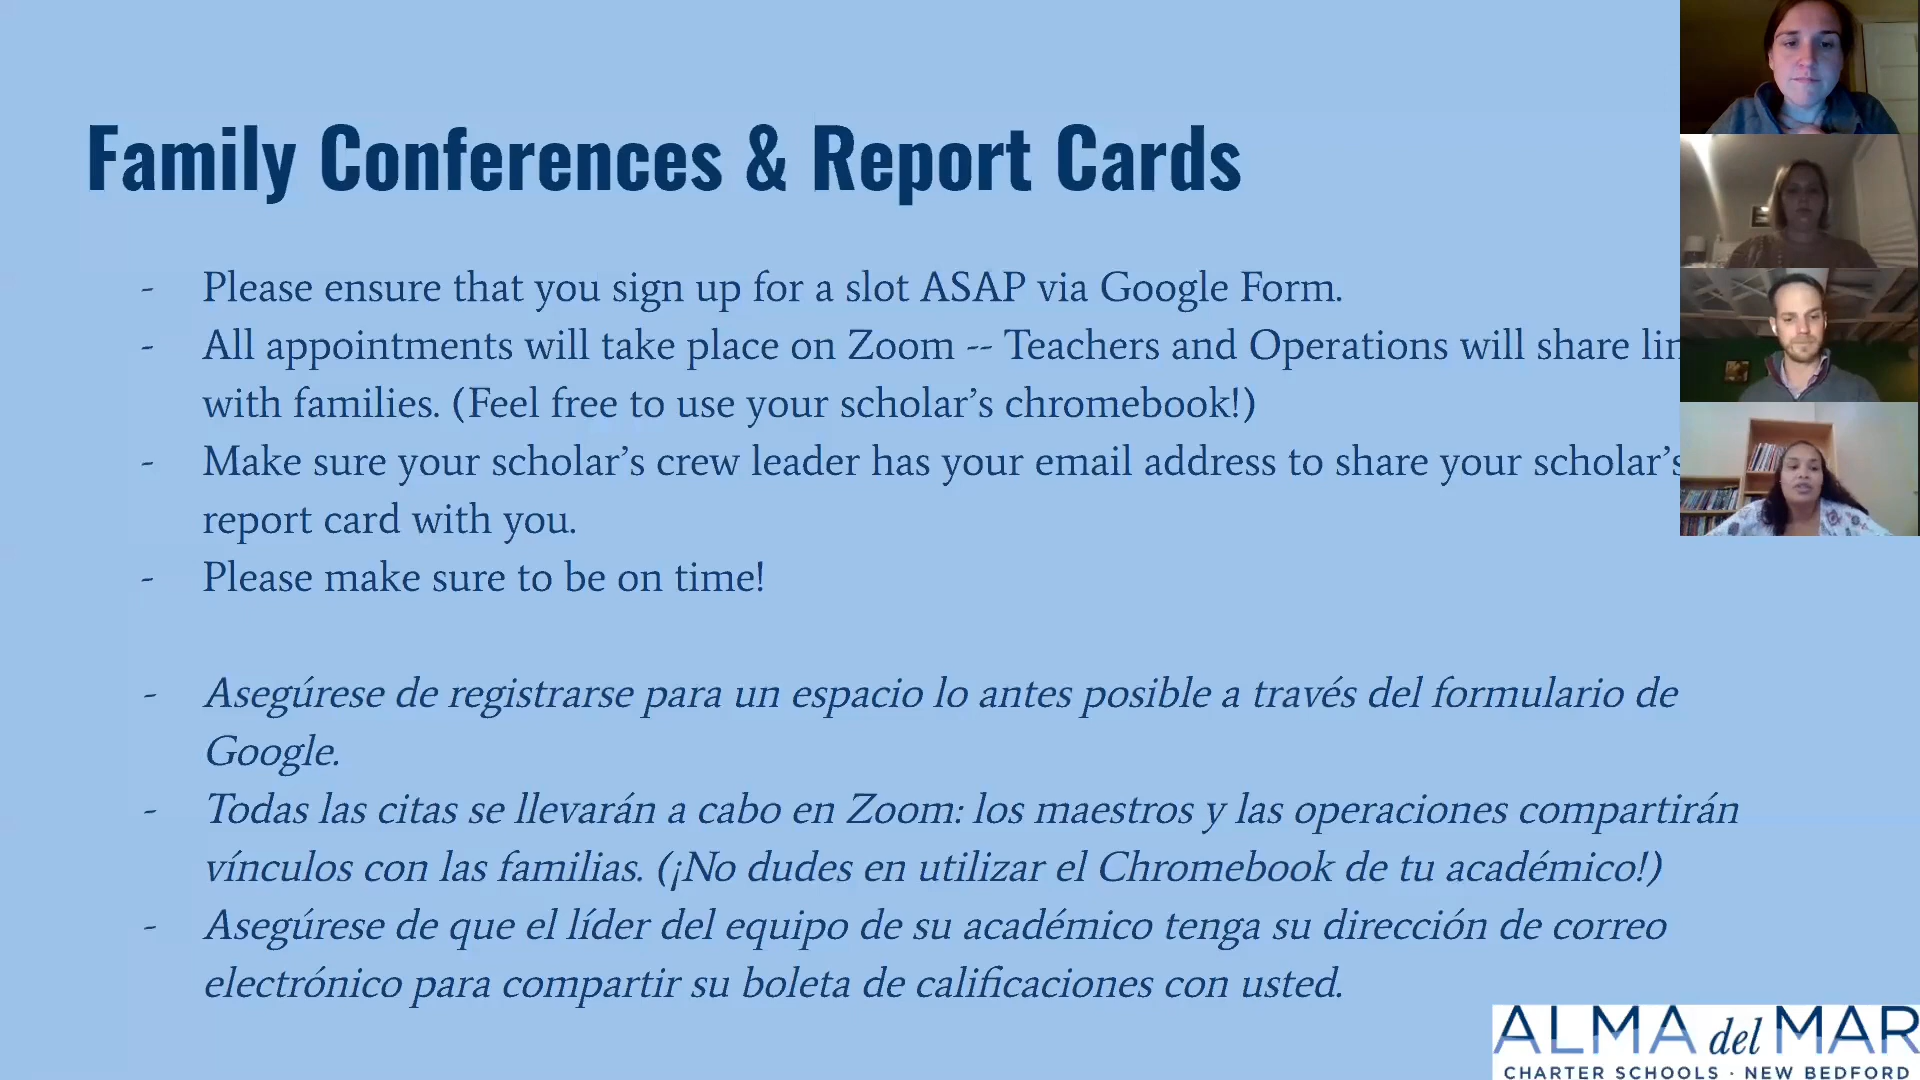 Family Conferences & Report Cards
- Please ensure that you sign up for a slot ASAP via Google Form.
- All appointments will take place on Zoom -- Teachers and Operations will share
with families. (Feel free to use your scholar’s chromebook!)
- Make sure your scholar’s crew leader has your email address to share your scholar’s
report card with you.
- Please make sure to be on time!
- Asegúrese de registrarse para un espacio lo antes posible a través del formulario de
Google.
- Todas las citas se llevarán a cabo en Zoom: los maestros y las operaciones compartirán
vínculos con las familias. (¡No dudes en utilizar el Chromebook de tu académico!)
- Asegúrese de que el líder del equipo de su académico tenga su dirección de correo
electrónico para compartir su boleta de calificaciones con usted.
ALMA del MAR
CHARTER SCHOOLS · NEW BEDFORD